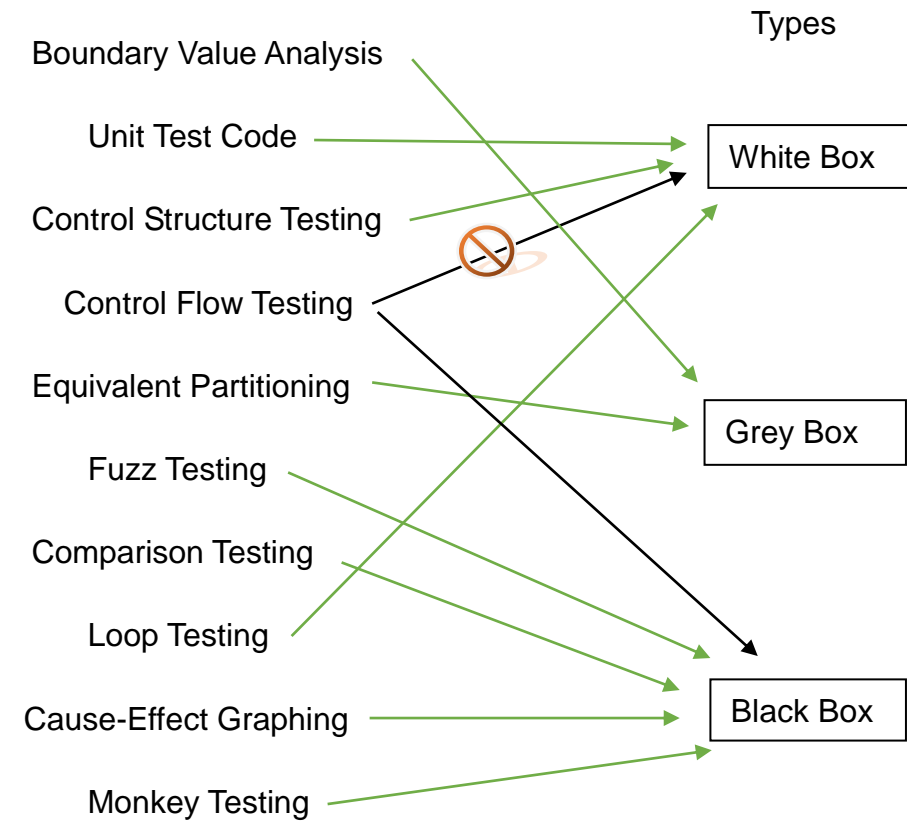 Types
Boundary Value Analysis
Unit Test Code
White Box
Control Structure Testing
Control Flow Testing
Equivalent Partitioning
Grey Box
Fuzz Testing
Comparison Testing
Loop Testing
Cause-Effect Graphing
Black Box
Monkey Testing